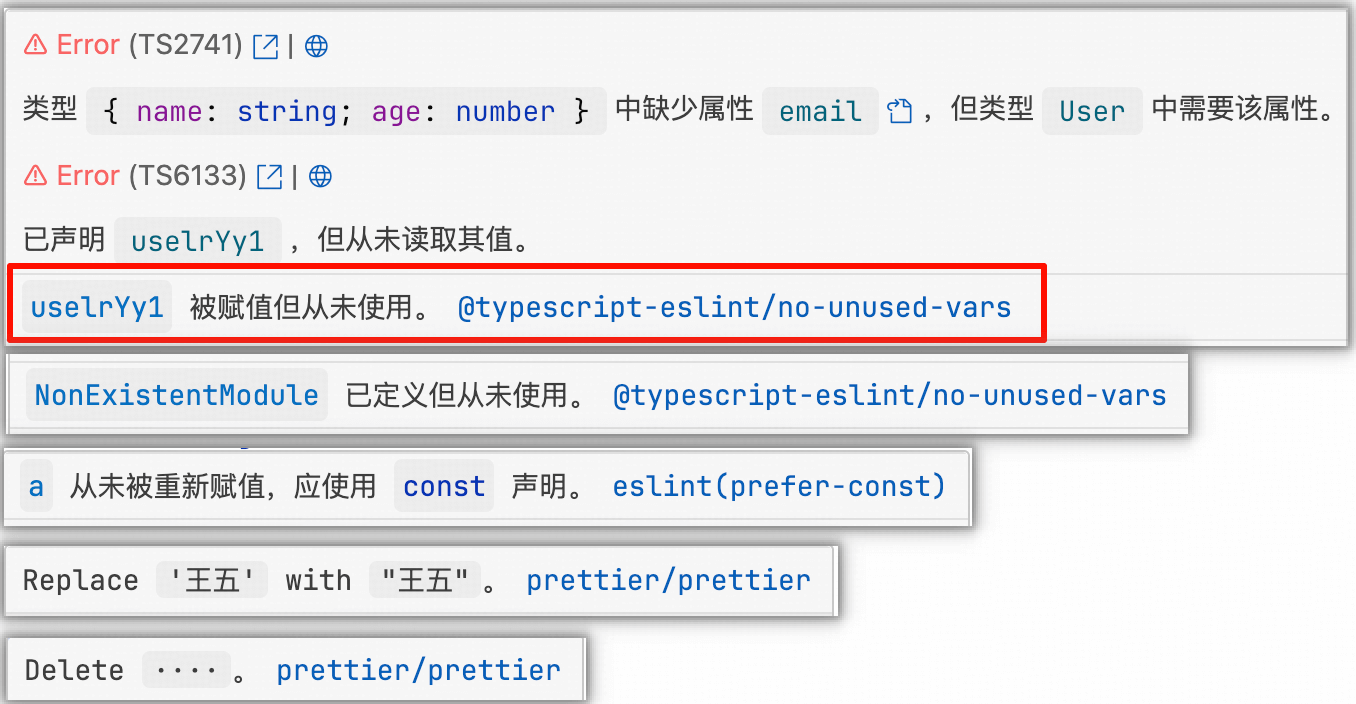 Error (TS2741) |
类型 { name: string; age: number } 中缺少属性 email ，但类型 User 中需要该属性。
Error (TS6133) |
已声明 uselrYy1 ，但从未读取其值。
uselrYy1 被赋值但从未使用。 @typescript-eslint/no-unused-vars
NonExistentModule 已定义但从未使用。 @typescript-eslint/no-unused-vars
a 从未被重新赋值，应使用 const 声明。 eslint(prefer-const)
Replace '王五' with "王五" 。 prettier/prettier
Delete ···· 。 prettier/prettier